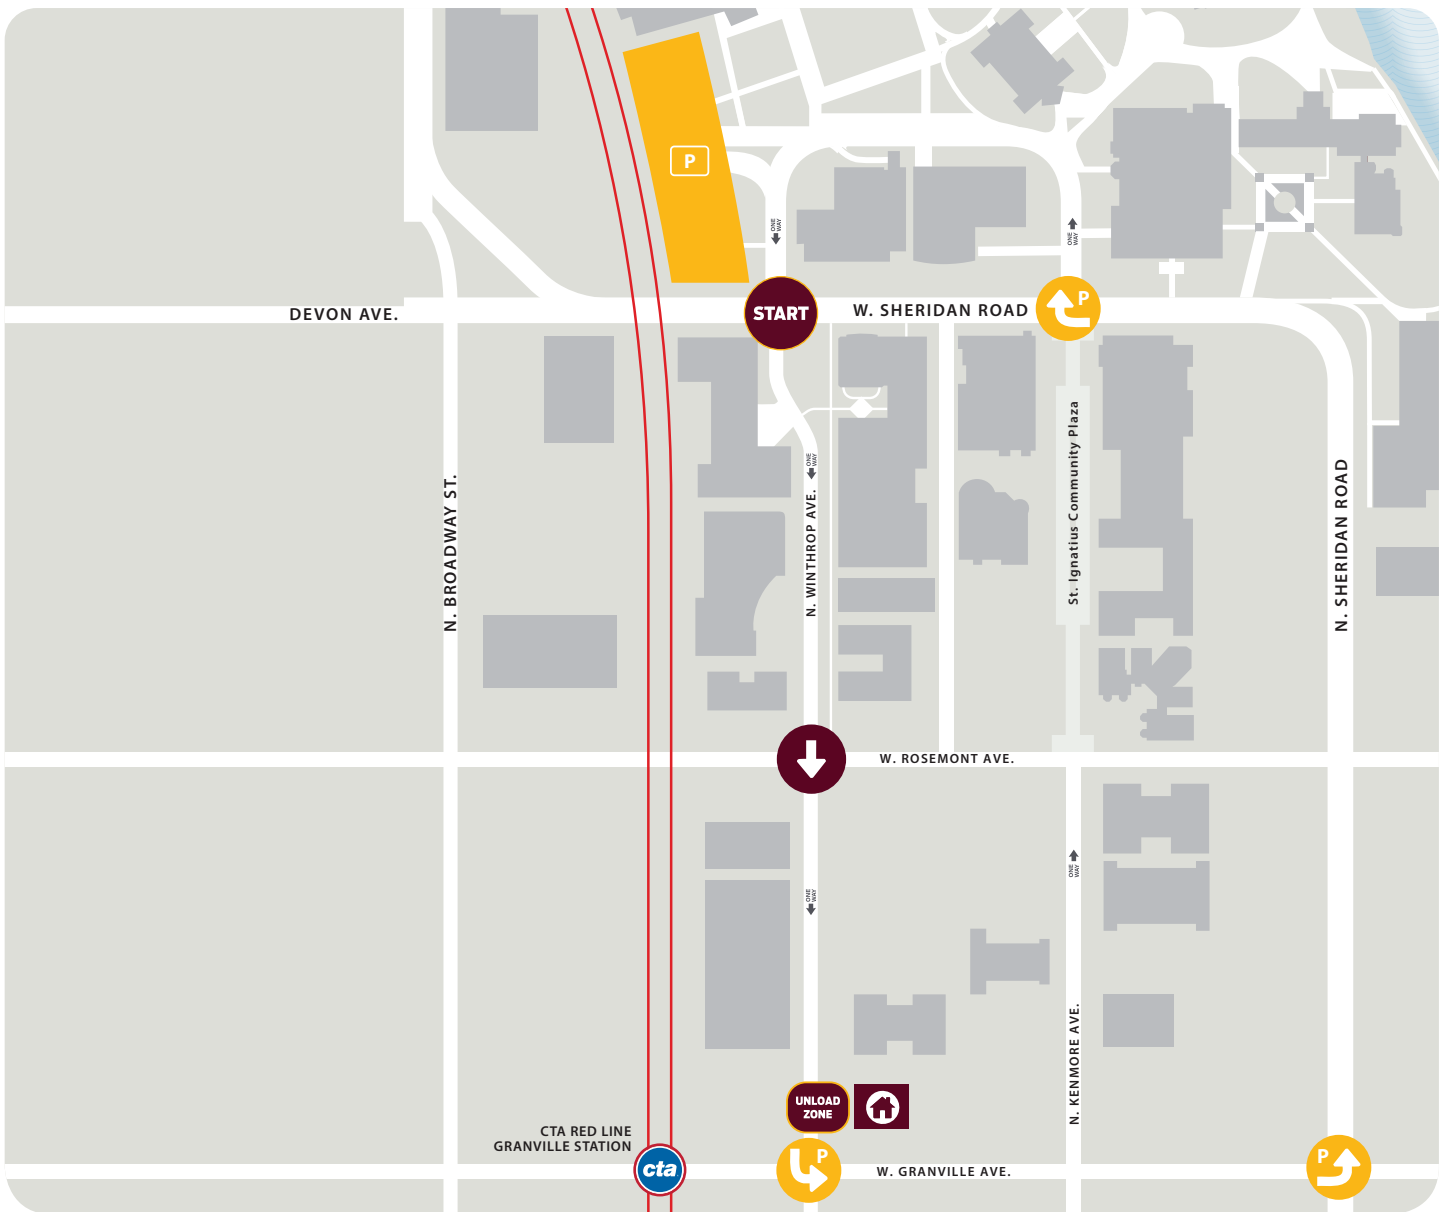 P
ONE
WAY
ONE
WAY
P
START
DEVON AVE.
W. SHERIDAN ROAD
St. Ignatius Community Plaza
ONE
WAY
N. BROADWAY ST.
N. WINTHROP AVE.
N. SHERIDAN ROAD
W. ROSEMONT AVE.
ONE
WAY
ONE
WAY
N. KENMORE AVE.
UNLOAD
ZONE
CTA RED LINE
GRANVILLE STATION
cta
P
W. GRANVILLE AVE.
P